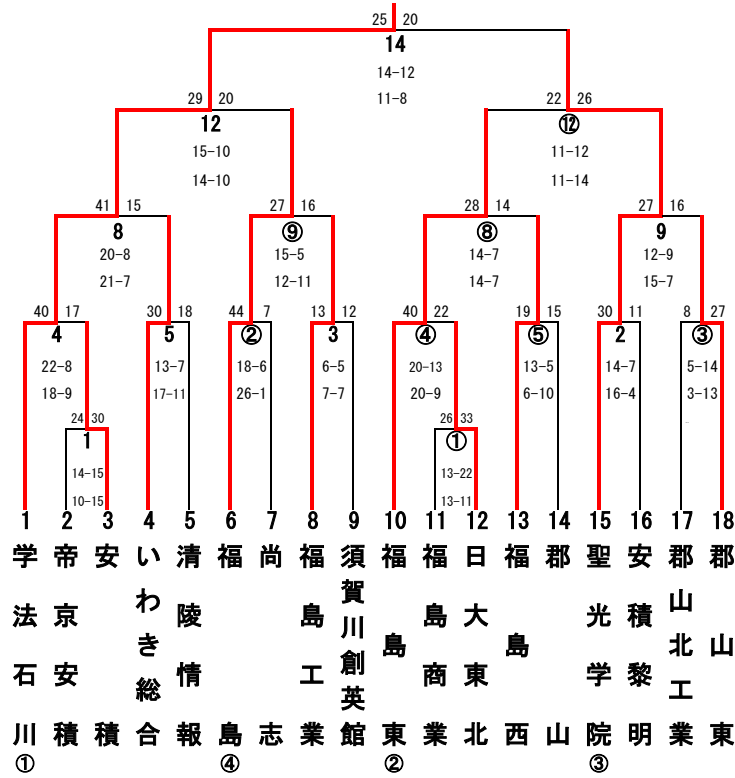 25 20
14
14-12
11-8
29 20 22 26
12 ⑫
15-10 11-12
14-10 11-14
41 15 27 16 28 14 27 16
8 ⑨ ⑧ 9
20-8 15-5 14-7 12-9
21-7 12-11 14-7 15-7
40 17 30 18 44 7 13 12 40 22 19 15 30 11 8 27
4 5 ② 3 ④ ⑤ 2 ③
22-8 13-7 18-6 6-5 20-13 13-5 14-7 5-14
18-9 17-11 26-1 7-7 20-9 6-10 16-4 3-13
24 30 26 33
1 ①
14-15 13-22
10-15 13-11
1 2 3 4 5 6 7 8 9 10 11 12 13 14 15 16 17 18
学法石川
帝京安積
安積
いわき総合
清陵情報
福島
尚志
福島工業
須賀川創英館
福島東
福島商業
日大東北
福島西
郡山
聖光学院
安積黎明
郡山北工業
郡山東
① ④ ② ③